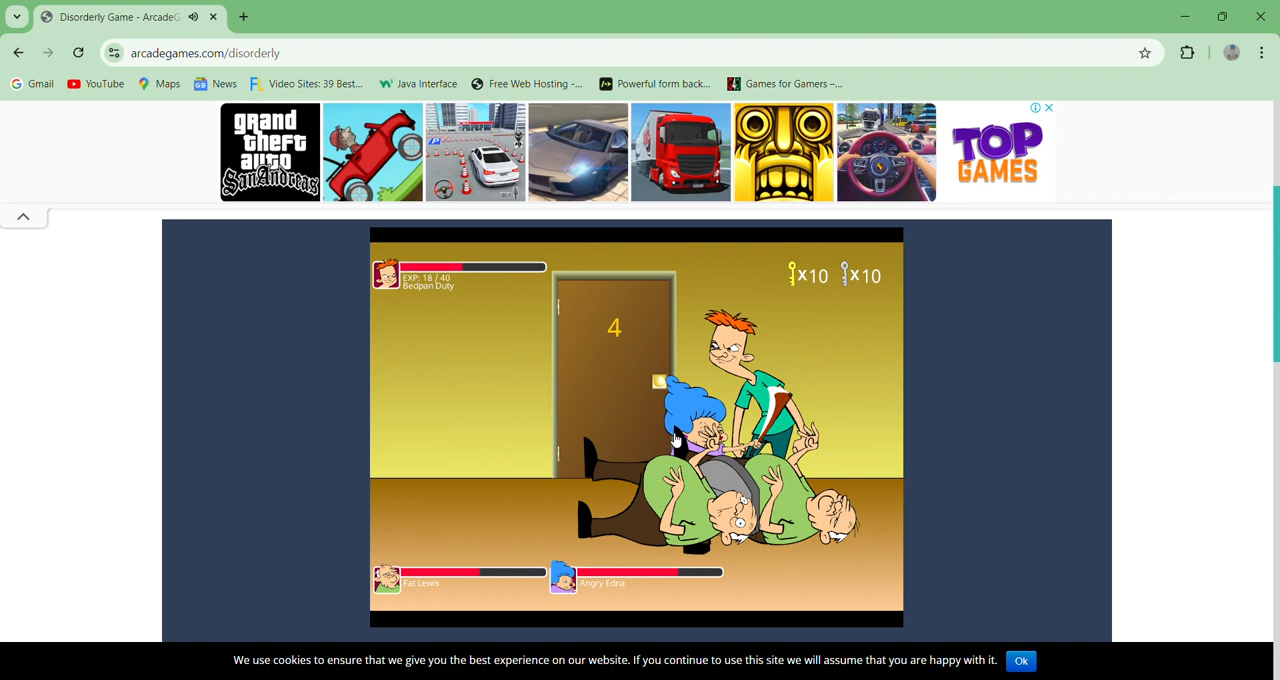 Disorderly Game - ArcadeG
arcadegames.com/disorderly
Gmail
YouTube
Maps
News
Video Sites: 39 Best...
Java Interface
Free Web Hosting -...
Powerful form back...
Games for Gamers –...
grand
theft
auto
San Andreas
TOP
GAMES
EXP: 18 / 40
Bedpan Duty
x10 x10
4
Fat Lewis
Angry Edna
We use cookies to ensure that we give you the best experience on our website. If you continue to use this site we will assume that you are happy with it. Ok